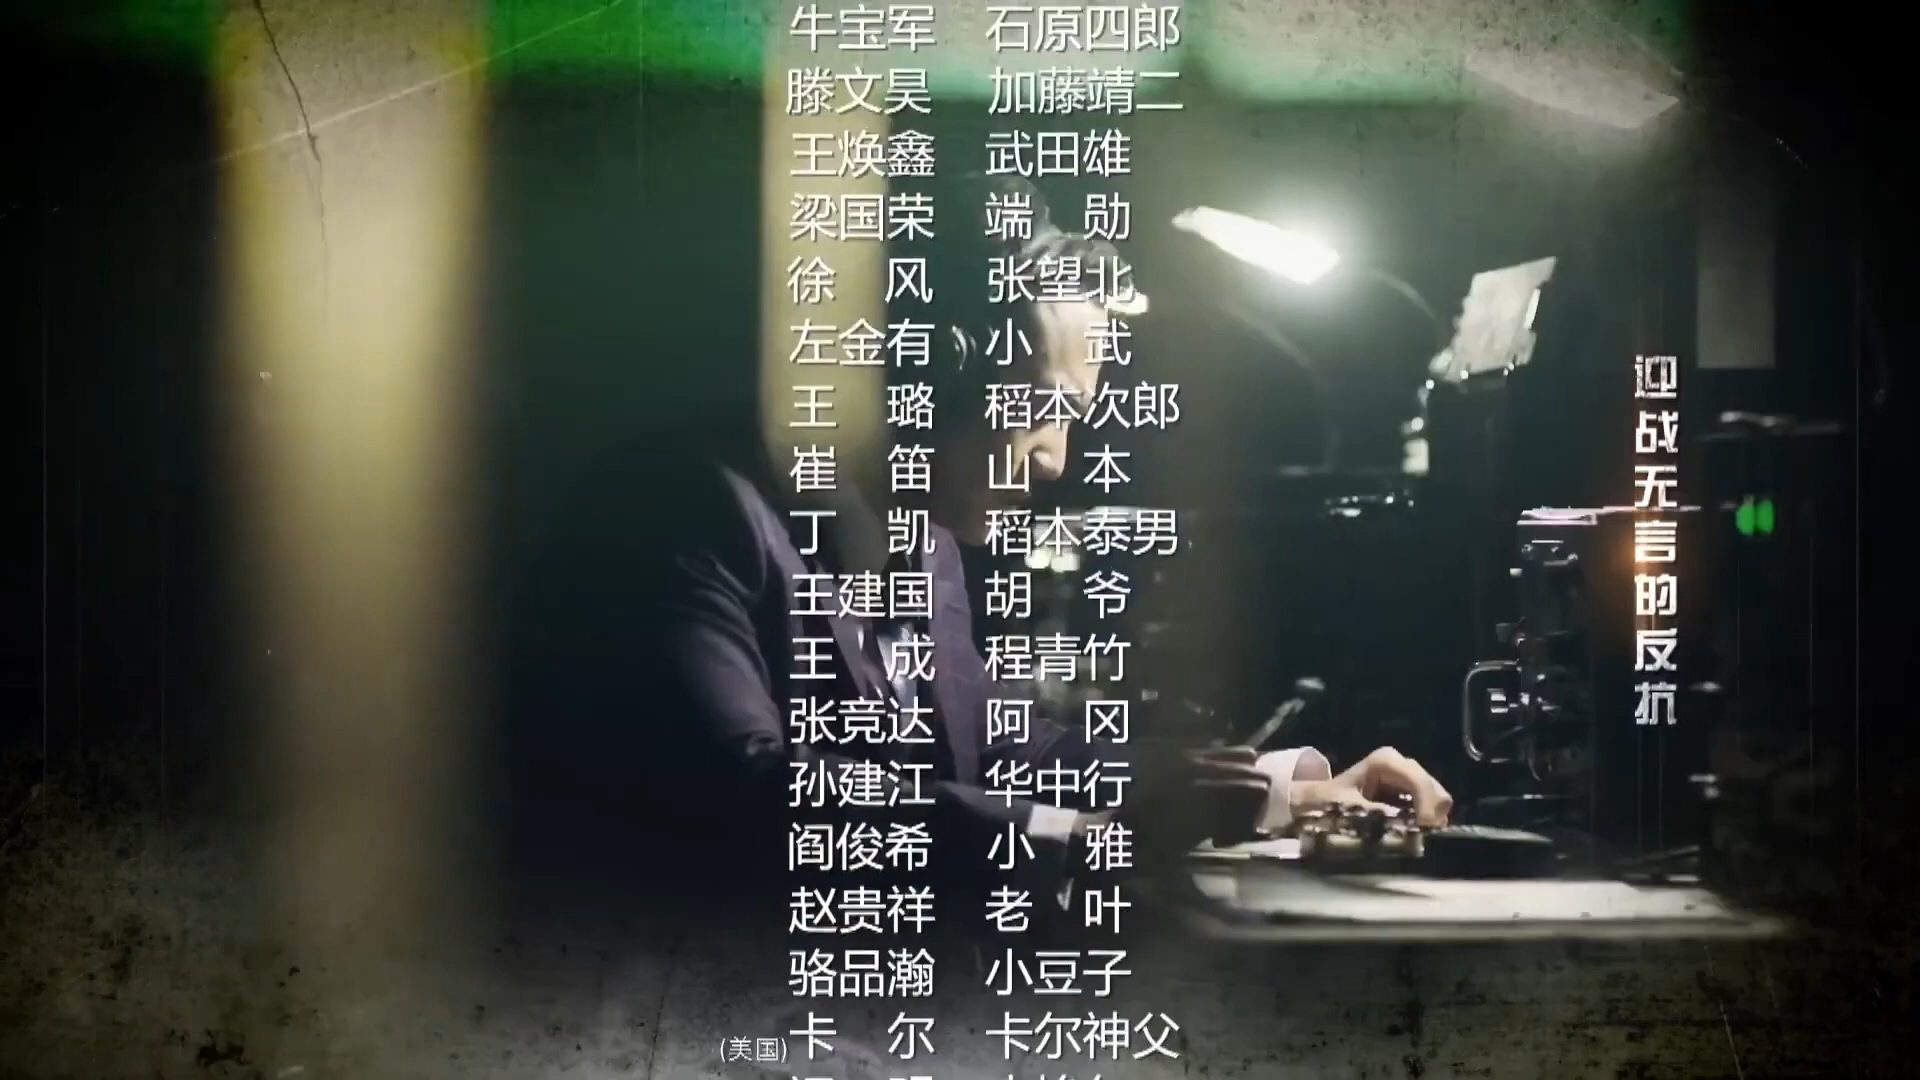 牛宝军 石原四郎
滕文昊 加藤靖二
王焕鑫 武田雄
梁国荣 端 勋
徐 风 张望北
左金有 小 武
王 璐 稻本次郎
崔 笛 山 本
丁 凯 稻本泰男
王建国 胡 爷
王 成 程青竹
张竞达 阿 冈
孙建江 华中行
阎俊希 小 雅
赵贵祥 老 叶
骆品瀚 小豆子
(美国)卡 尔 卡尔神父
迎战无言的反抗